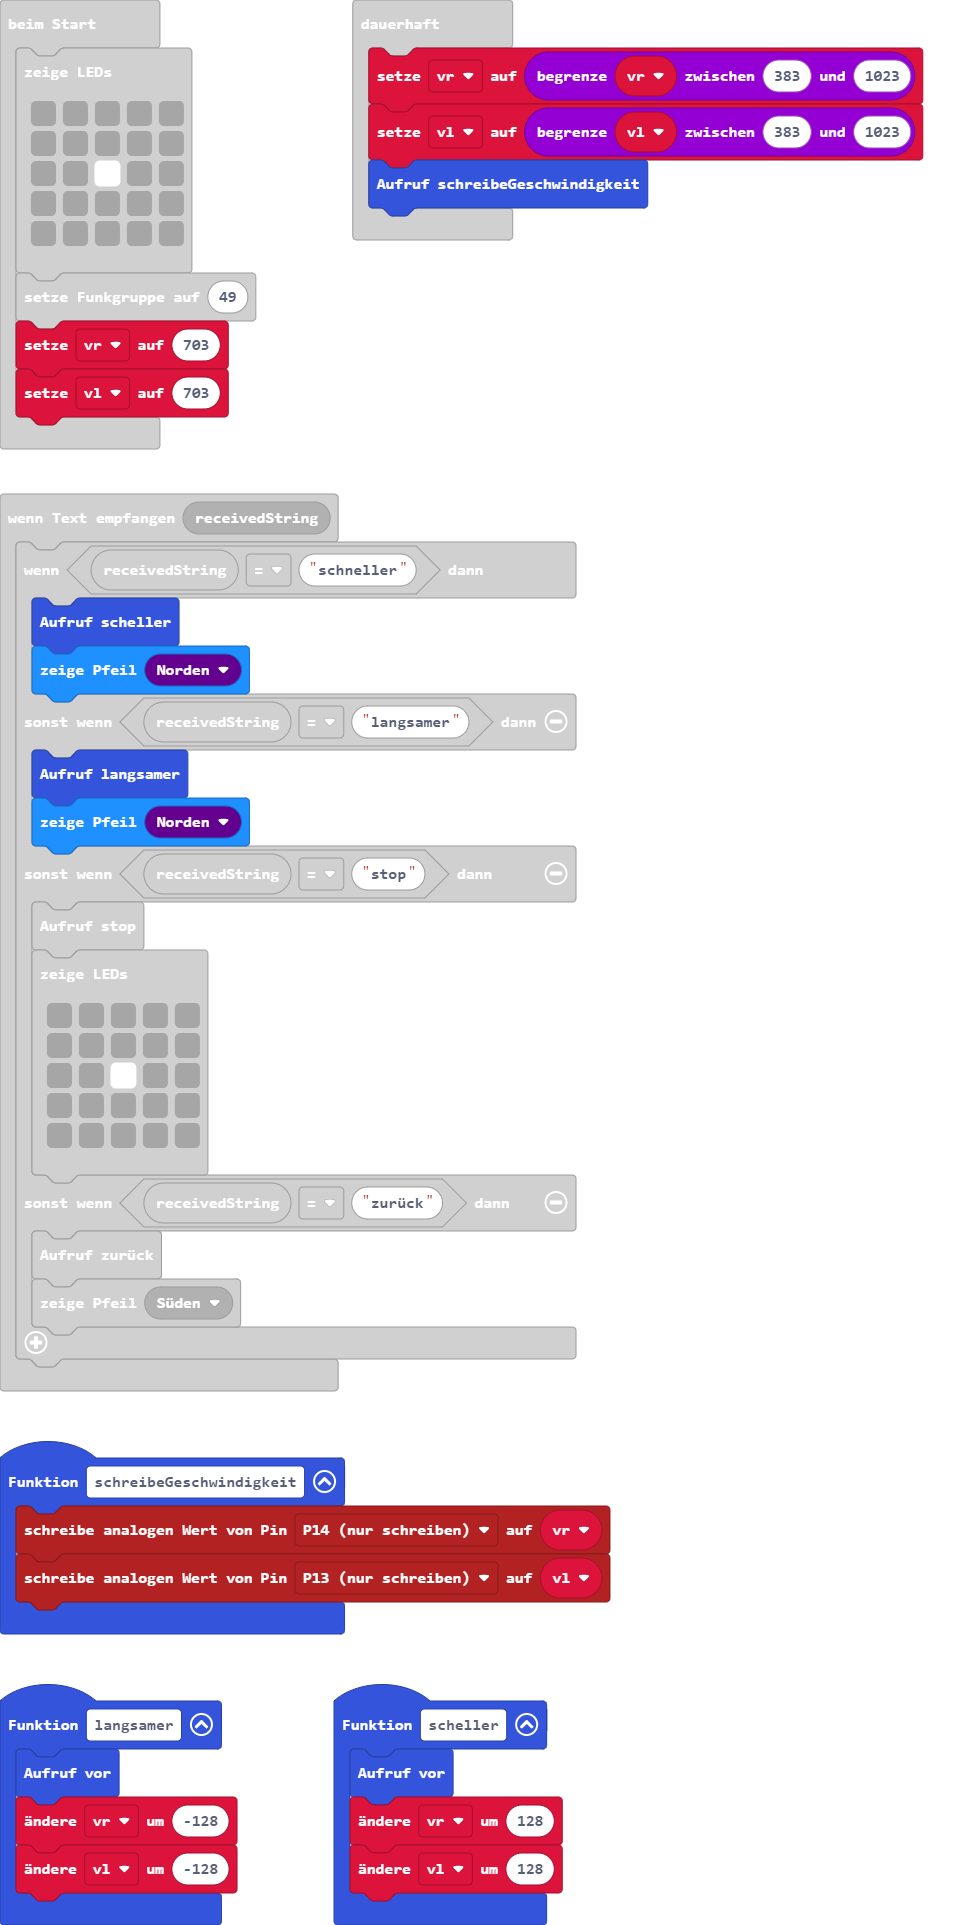 beim Start
zeige LEDs
setze Funkgruppe auf 49
setze vr auf 703
setze vl auf 703
dauerhaft
setze vr auf begrenze vr zwischen 383 und 1023
setze vl auf begrenze vl zwischen 383 und 1023
Aufruf schreibeGeschwindigkeit
wenn Text empfangen receivedString
wenn receivedString = "schneller" dann
Aufruf scheller
zeige Pfeil Norden
sonst wenn receivedString = "langsamer" dann
Aufruf langsamer
zeige Pfeil Norden
sonst wenn receivedString = "stop" dann
Aufruf stop
zeige LEDs
sonst wenn receivedString = "zurück" dann
Aufruf zurück
zeige Pfeil Süden
Funktion schreibeGeschwindigkeit
schreibe analogen Wert von Pin P14 (nur schreiben) auf vr
schreibe analogen Wert von Pin P13 (nur schreiben) auf vl
Funktion langsamer
Aufruf vor
ändere vr um -128
ändere vl um -128
Funktion scheller
Aufruf vor
ändere vr um 128
ändere vl um 128